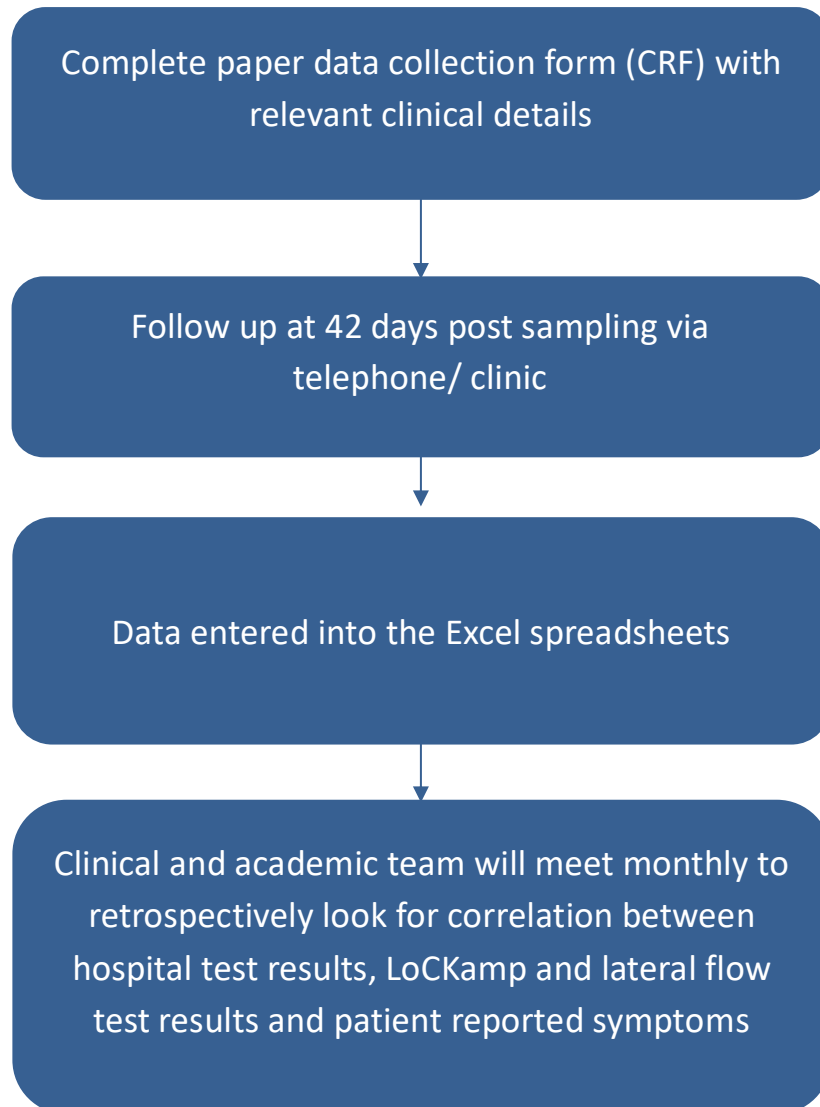 Complete paper data collection form (CRF) with
relevant clinical details
Follow up at 42 days post sampling via
telephone/ clinic
Data entered into the Excel spreadsheets
Clinical and academic team will meet monthly to
retrospectively look for correlation between
hospital test results, LoCKamp and lateral flow
test results and patient reported symptoms